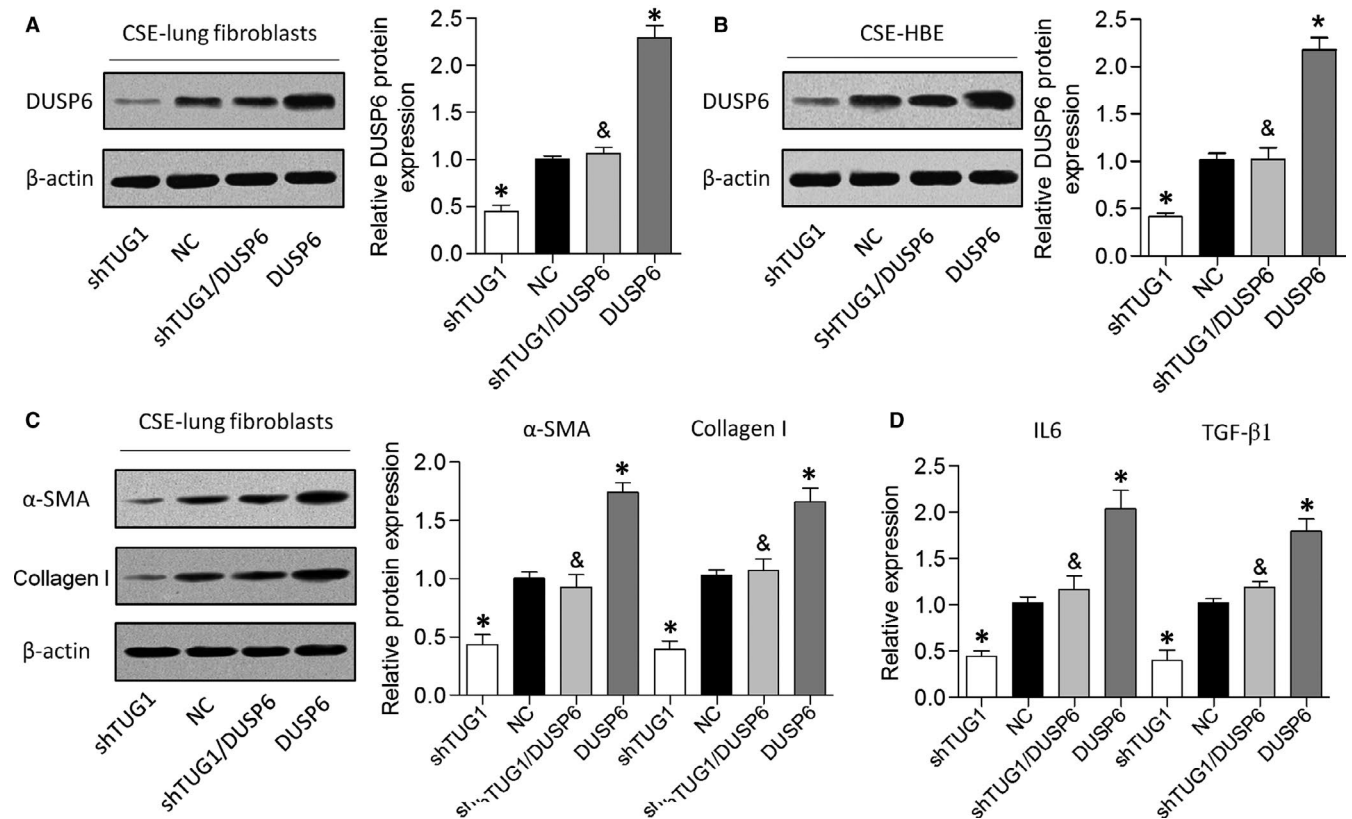 A
CSE-lung fibroblasts
DUSP6
β-actin
shTUG1
NC
shTUG1/DUSP6
DUSP6
Relative DUSP6 protein
expression
2.5
2.0
1.5
1.0
0.5
0.0
*
&
*
shTUG1
NC
shTUG1/DUSP6
DUSP6
B
CSE-HBE
DUSP6
β-actin
shTUG1
NC
SHTUG1/DUSP6
DUSP6
Relative DUSP6 protein
expression
2.5
2.0
1.5
1.0
0.5
0.0
*
&
*
shTUG1
NC
shTUG1/DUSP6
DUSP6
C
CSE-lung fibroblasts
α-SMA
Collagen I
β-actin
shTUG1
NC
shTUG1/DUSP6
DUSP6
α-SMA
Collagen I
Relative protein expression
2.0
1.5
1.0
0.5
0.0
*
&
*
*
&
*
shTUG1
NC
shTUG1/DUSP6
DUSP6
shTUG1
NC
shTUG1/DUSP6
DUSP6
D
IL6
TGF-β1
Relative expression
2.5
2.0
1.5
1.0
0.5
0.0
*
&
*
*
&
*
shTUG1
NC
shTUG1/DUSP6
DUSP6
shTUG1
NC
shTUG1/DUSP6
DUSP6